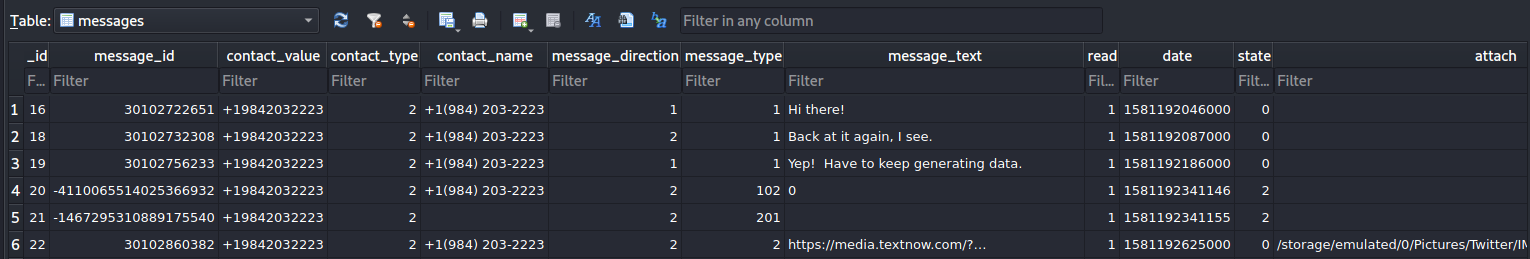 Table: messages Filter in any column
_id message_id contact_value contact_type contact_name message_direction message_type message_text read date state attach
F... Filter Filter Filter Filter Filter Filter Filter Fil... Filter Filt... Filter
1 16 30102722651 +19842032223 2 +1(984) 203-2223 1 1 Hi there! 1 1581192046000 0
2 18 30102732308 +19842032223 2 +1(984) 203-2223 2 1 Back at it again, I see. 1 1581192087000 0
3 19 30102756233 +19842032223 2 +1(984) 203-2223 1 1 Yep!  Have to keep generating data. 1 1581192186000 0
4 20 -4110065514025366932 +19842032223 2 +1(984) 203-2223 2 102 0 1 1581192341146 2
5 21 -1467295310889175540 +19842032223 2 2 201 1 1581192341155 2
6 22 30102860382 +19842032223 2 +1(984) 203-2223 2 2 https://media.textnow.com/?... 1 1581192625000 0 /storage/emulated/0/Pictures/Twitter/IM